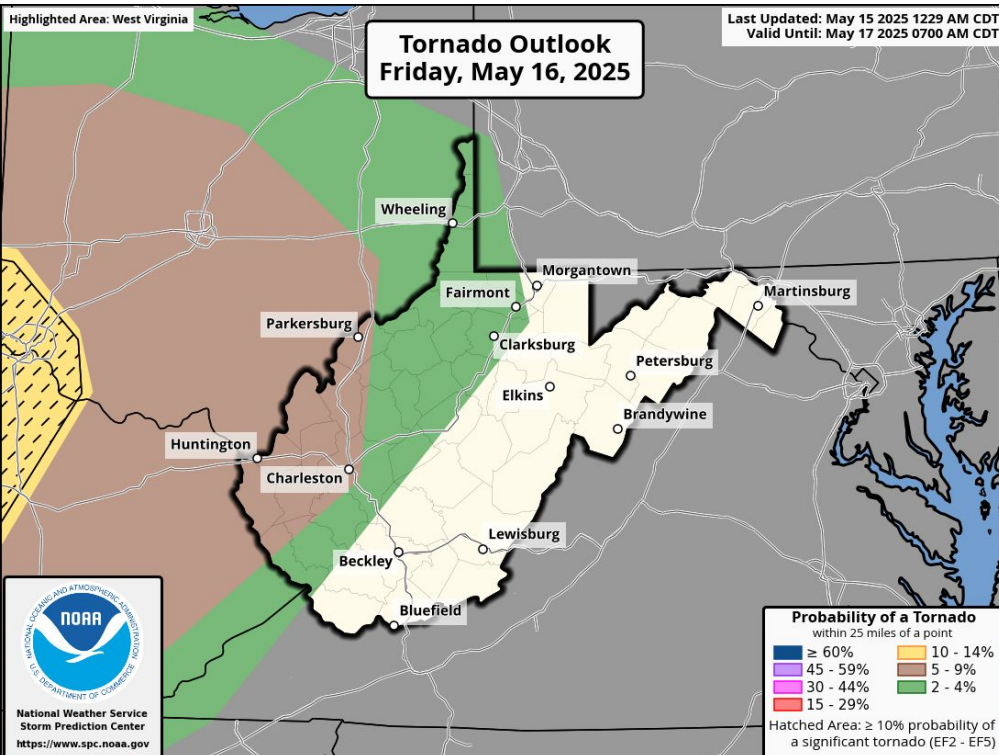 Highlighted Area: West Virginia
Tornado Outlook
Friday, May 16, 2025
Last Updated: May 15 2025 1229 AM CDT
Valid Until: May 17 2025 0700 AM CDT
Wheeling
Morgantown
Fairmont
Martinsburg
Parkersburg
Clarksburg
Petersburg
Elkins
Brandywine
Huntington
Charleston
Lewisburg
Beckley
Bluefield
NATIONAL OCEANIC AND ATMOSPHERIC ADMINISTRATION
NOAA
U.S. DEPARTMENT OF COMMERCE
National Weather Service
Storm Prediction Center
https://www.spc.noaa.gov
Probability of a Tornado
within 25 miles of a point
≥ 60%
45 - 59%
30 - 44%
15 - 29%
10 - 14%
5 - 9%
2 - 4%
Hatched Area: ≥ 10% probability of
a significant tornado (EF2 - EF5)